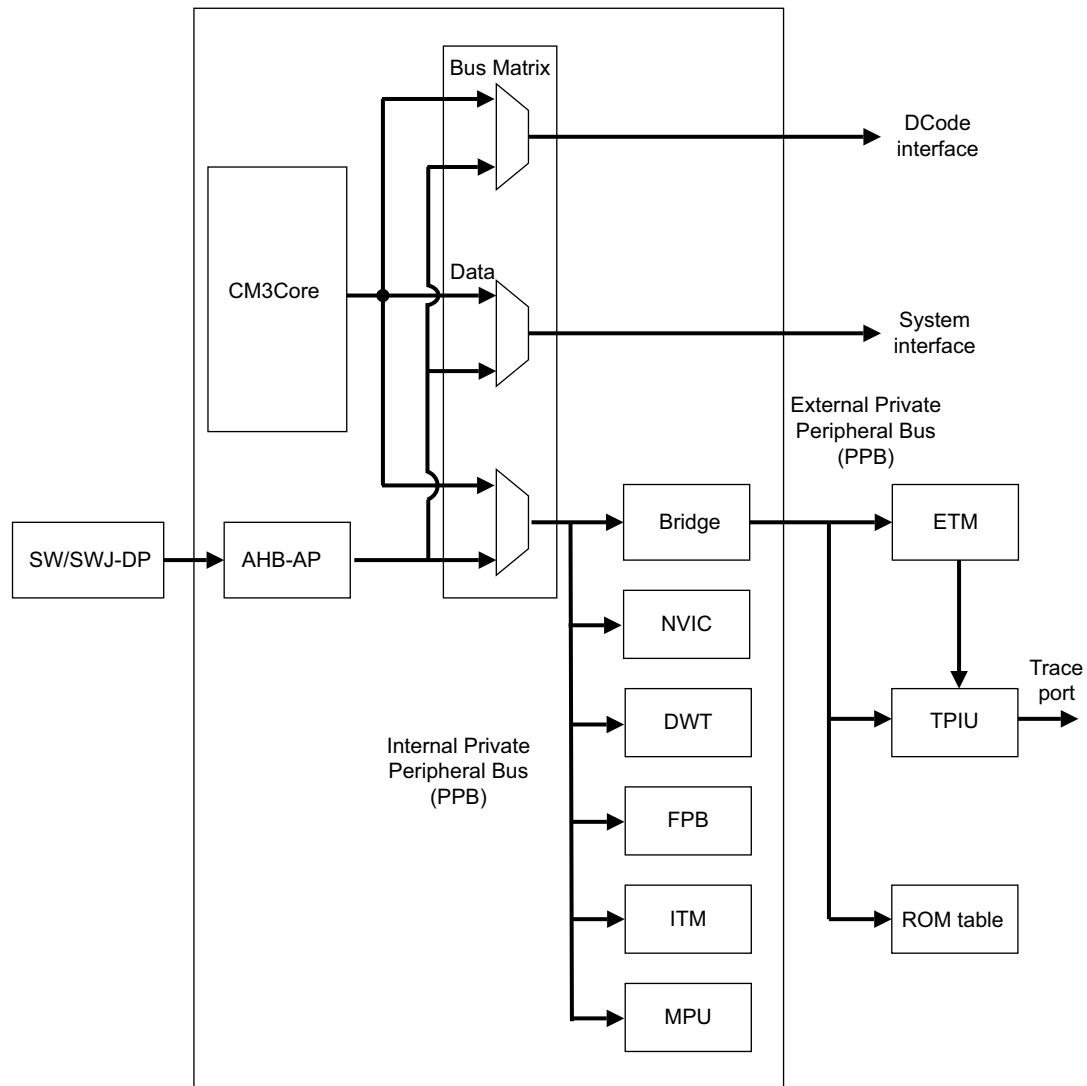 Bus Matrix
DCode
interface
CM3Core
Data
System
interface
External Private
Peripheral Bus
(PPB)
SW/SWJ-DP
AHB-AP
Bridge
ETM
NVIC
Trace
port
DWT
TPIU
Internal Private
Peripheral Bus
(PPB)
FPB
ITM
ROM table
MPU